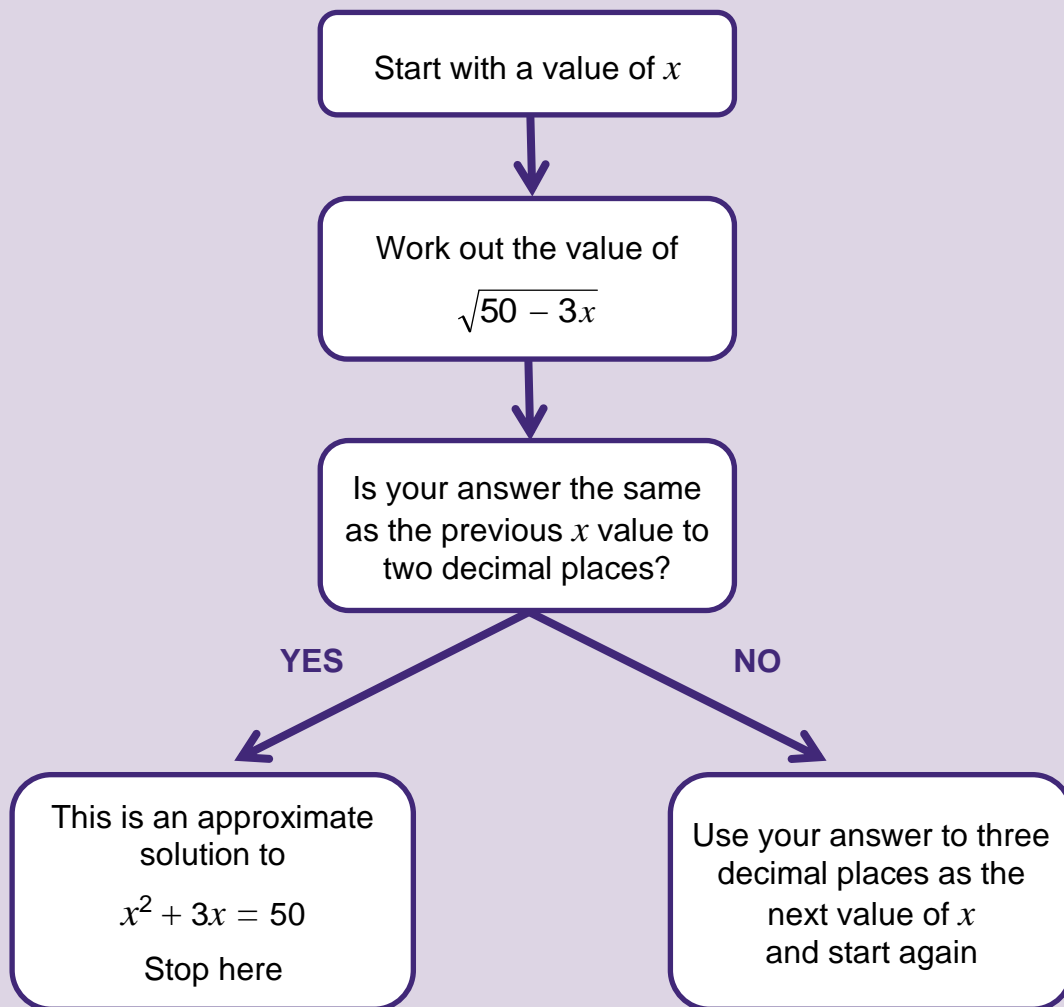 Start with a value of x
Work out the value of
√50 – 3x
Is your answer the same
as the previous x value to
two decimal places?
YES
NO
This is an approximate
solution to
x² + 3x = 50
Stop here
Use your answer to three
decimal places as the
next value of x
and start again